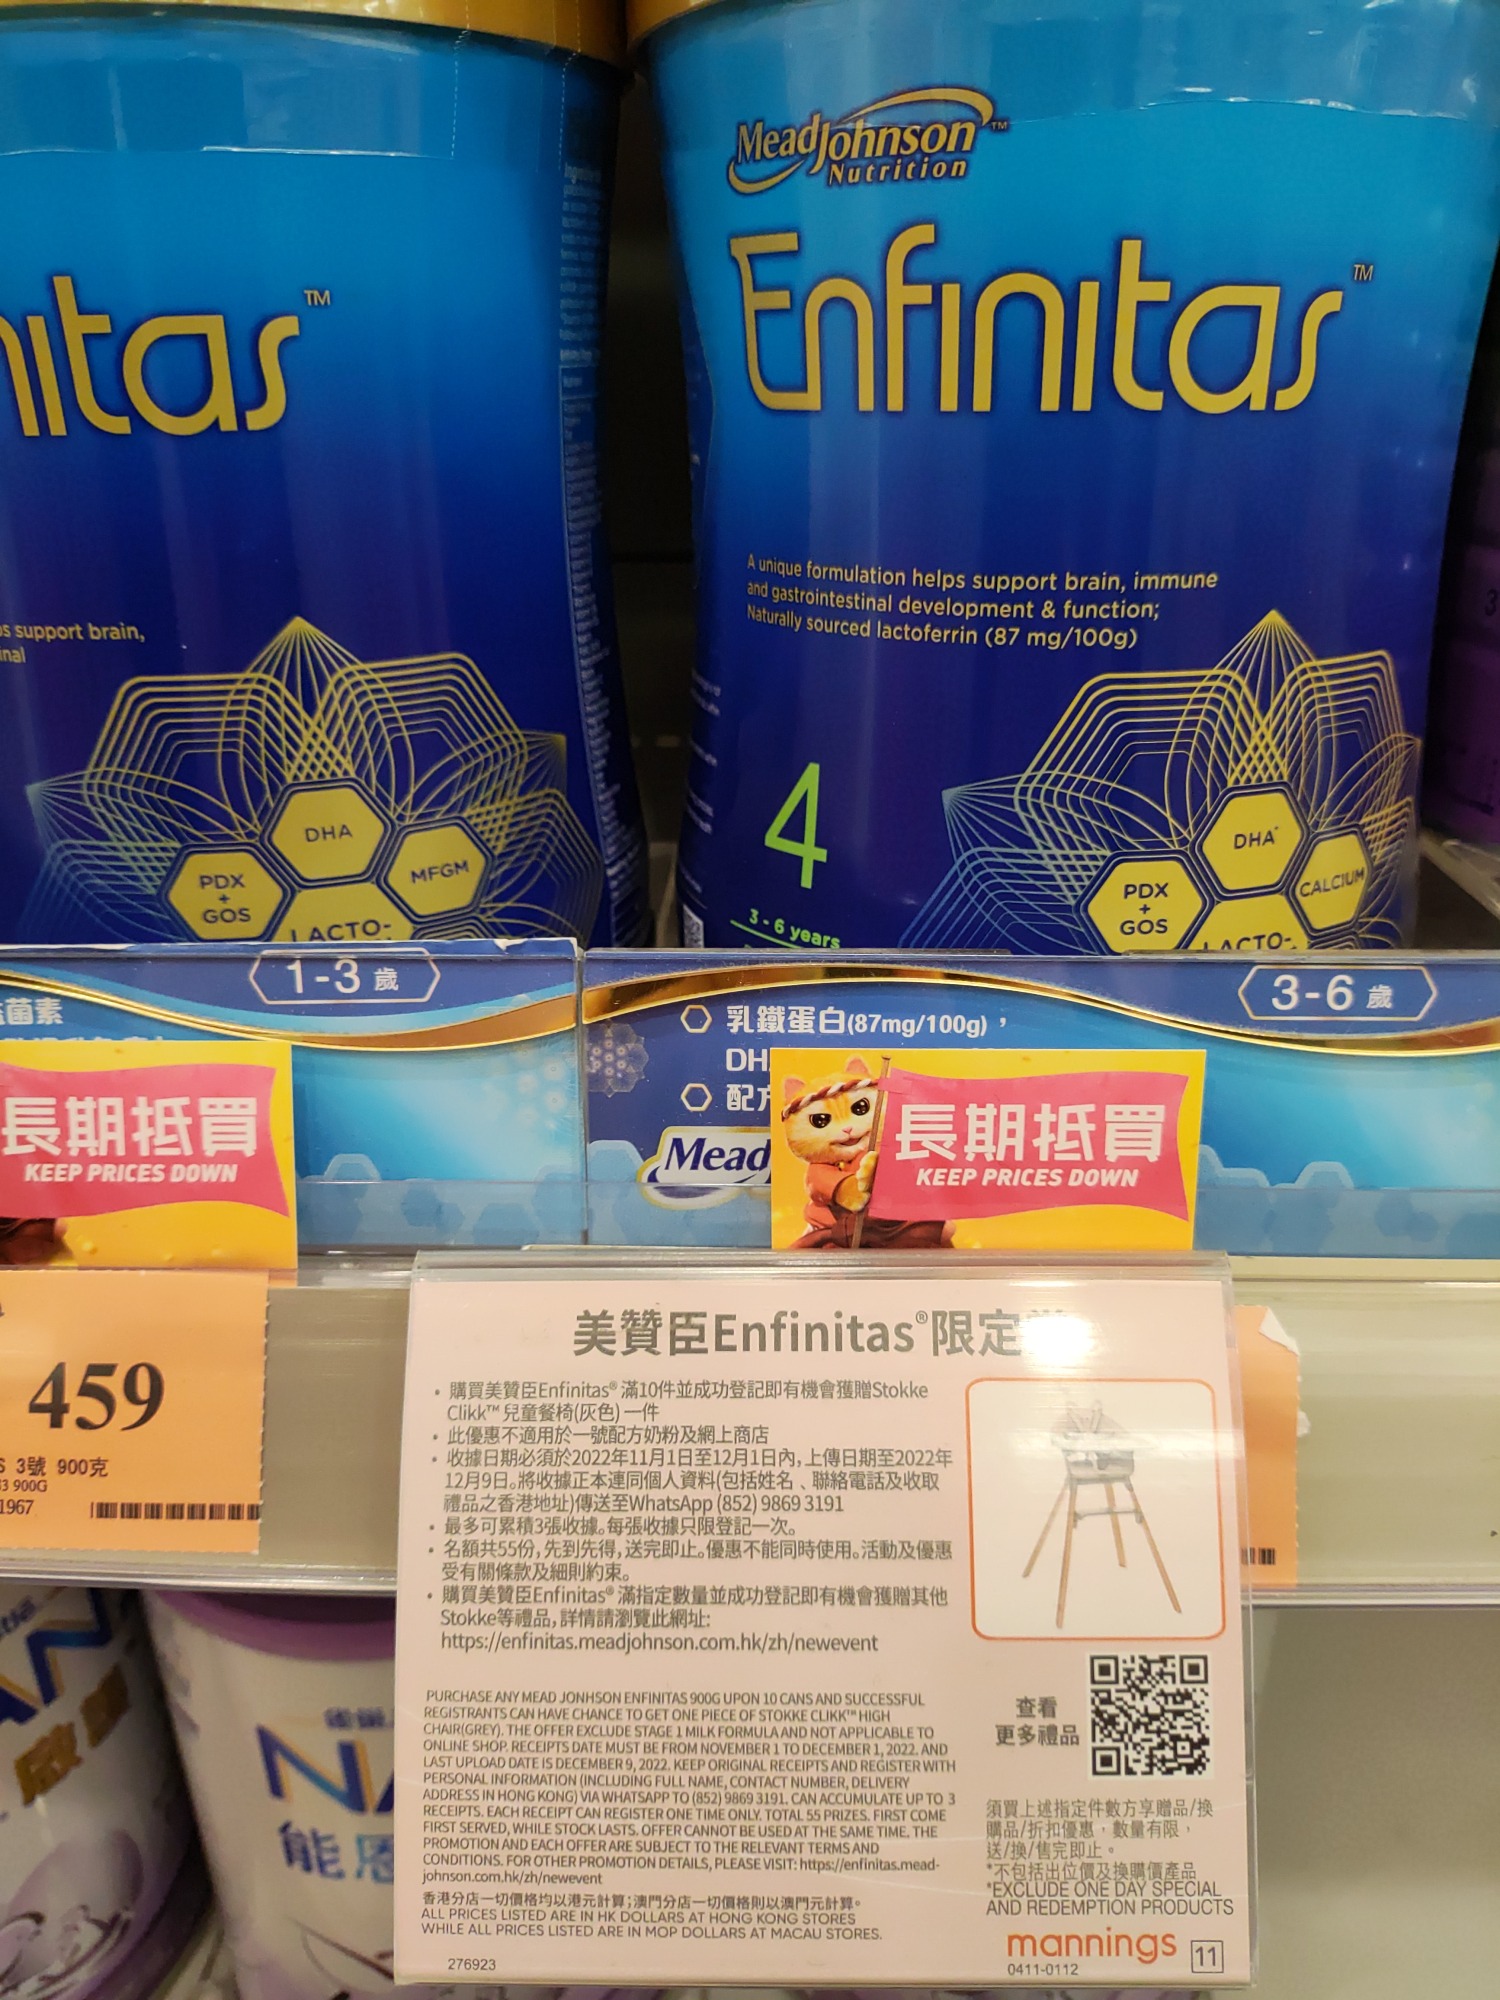 MeadJohnson™
Nutrition
nitas™
Enfinitas™
A unique formulation helps support brain, immune
and gastrointestinal development & function;
Naturally sourced lactoferrin (87 mg/100g)
support brain,
DHA
PDX
+
GOS
MFGM
LACTO-
4
3 - 6 years
DHA
PDX
+
GOS
CALCIUM
LACTO-
1-3 歲
菌素
3-6 歲
乳鐵蛋白(87mg/100g)，
DH
配方
Mead
長期抵買
KEEP PRICES DOWN
長期抵買
KEEP PRICES DOWN
459
S 3號 900克
3 900G
1967
美贊臣Enfinitas®限定
• 購買美贊臣Enfinitas® 滿10件並成功登記即有機會獲贈Stokke
Clikk™ 兒童餐椅(灰色) 一件
• 此優惠不適用於一號配方奶粉及網上商店
• 收據日期必須於2022年11月1日至12月1日內，上傳日期至2022年
12月9日。將收據正本連同個人資料(包括姓名、聯絡電話及收取
禮品之香港地址)傳送至WhatsApp (852) 9869 3191
• 最多可累積3張收據。每張收據只限登記一次。
• 名額共55份，先到先得，送完即止。優惠不能同時使用。活動及優惠
受有關條款及細則約束。
• 購買美贊臣Enfinitas® 滿指定數量並成功登記即有機會獲贈其他
Stokke等禮品，詳情請瀏覽此網址:
https://enfinitas.meadjohnson.com.hk/zh/newevent
PURCHASE ANY MEAD JONHSON ENFINITAS 900G UPON 10 CANS AND SUCCESSFUL
REGISTRANTS CAN HAVE CHANCE TO GET ONE PIECE OF STOKKE CLIKK™ HIGH
CHAIR(GREY). THE OFFER EXCLUDE STAGE 1 MILK FORMULA AND NOT APPLICABLE TO
ONLINE SHOP. RECEIPTS DATE MUST BE FROM NOVEMBER 1 TO DECEMBER 1, 2022. AND
LAST UPLOAD DATE IS DECEMBER 9, 2022. KEEP ORIGINAL RECEIPTS AND REGISTER WITH
PERSONAL INFORMATION (INCLUDING FULL NAME, CONTACT NUMBER, DELIVERY
ADDRESS IN HONG KONG) VIA WHATSAPP TO (852) 9869 3191. CAN ACCUMULATE UP TO 3
RECEIPTS. EACH RECEIPT CAN REGISTER ONE TIME ONLY. TOTAL 55 PRIZES. FIRST COME
FIRST SERVED, WHILE STOCK LASTS. OFFER CANNOT BE USED AT THE SAME TIME. THE
PROMOTION AND EACH OFFER ARE SUBJECT TO THE RELEVANT TERMS AND
CONDITIONS. FOR OTHER PROMOTION DETAILS, PLEASE VISIT: https://enfinitas.mead-
johnson.com.hk/zh/newevent
香港分店一切價格均以港元計算；澳門分店一切價格則以澳門元計算。
ALL PRICES LISTED ARE IN HK DOLLARS AT HONG KONG STORES
WHILE ALL PRICES LISTED ARE IN MOP DOLLARS AT MACAU STORES.
276923
查看
更多禮品
須買上述指定件數方享贈品/換
購品/折扣優惠，數量有限，
送/換/售完即止。
*不包括出位價及換購價產品
*EXCLUDE ONE DAY SPECIAL
AND REDEMPTION PRODUCTS
mannings
0411-0112
11
NA
能恩